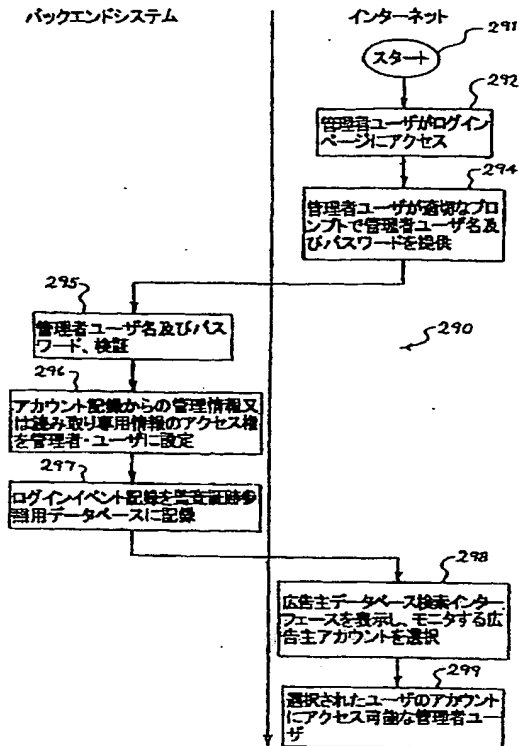 バックエンドシステム
インターネット
291
スタート
292
管理者ユーザがログイン
ページにアクセス
294
管理者ユーザが適切なプロ
ンプトで管理者ユーザ名及
びパスワードを提供
295
管理者ユーザ名及びパス
ワード、検証
290
296
アカウント記録からの管理情報又
は読み取り専用情報のアクセス権
を管理者・ユーザに設定
297
ログインイベント記録を監査証跡参
照用データベースに記録
298
広告主データベース検索インター
フェースを表示し、モニタする広
告主アカウントを選択
299
選択されたユーザのアカウント
にアクセス可能な管理者ユー
ザ